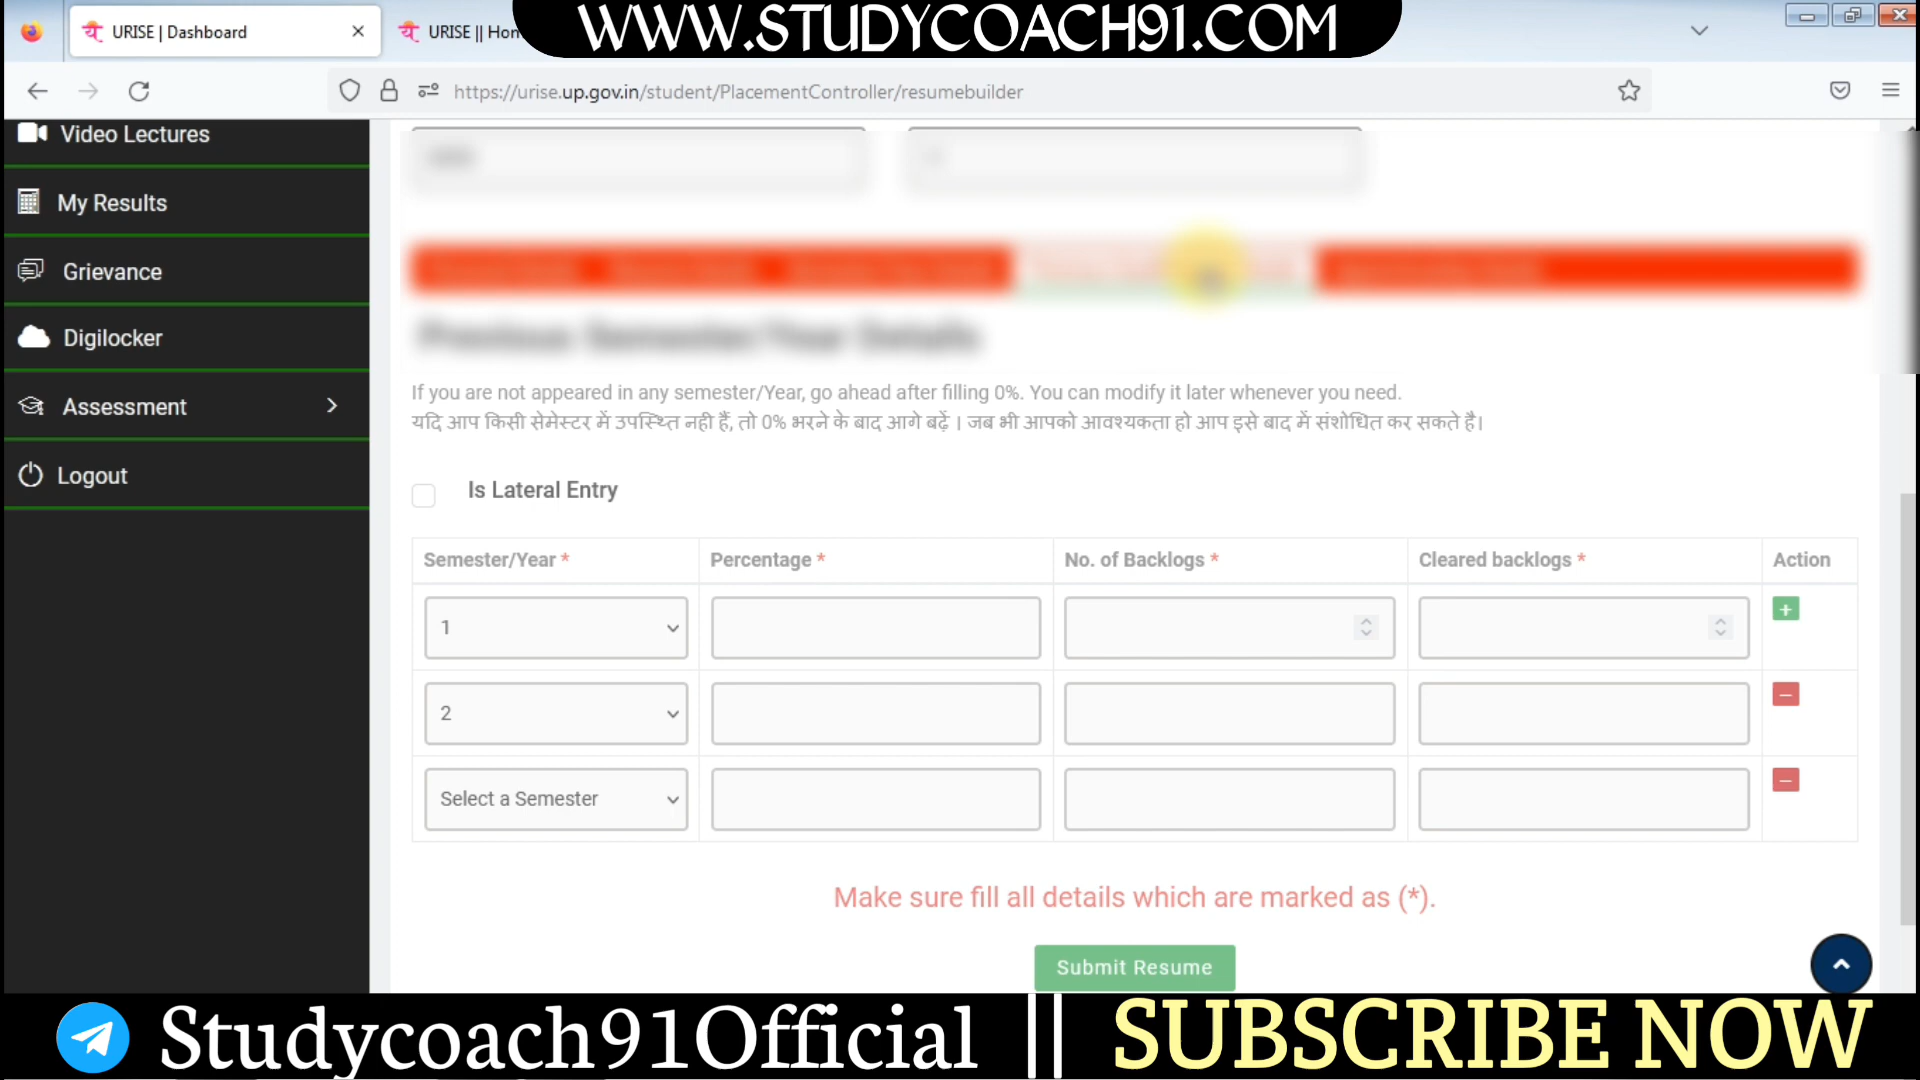 WWW.STUDYCOACH91.COM
URISE | Dashboard
URISE || Hon
https://urise.up.gov.in/student/PlacementController/resumebuilder
Video Lectures
My Results
Grievance
Digilocker
Assessment
Logout
Previous Semester/Year Details
If you are not appeared in any semester/Year, go ahead after filling 0%. You can modify it later whenever you need.
यदि आप किसी सेमेस्टर में उपस्थित नही हैं, तो 0% भरने के बाद आगे बढ़ें । जब भी आपको आवश्यकता हो आप इसे बाद में संशोधित कर सकते है।
Is Lateral Entry
Semester/Year * Percentage * No. of Backlogs * Cleared backlogs * Action
1
2
Select a Semester
Make sure fill all details which are marked as (*).
Submit Resume
Studycoach91Official || SUBSCRIBE NOW